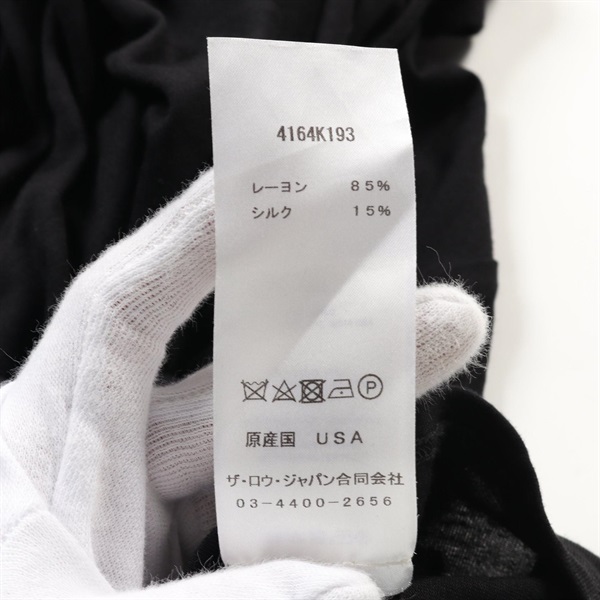 4164K193
レーヨン 85%
シルク 15%
P
原産国 USA
ザ・ロウ・ジャパン合同会社
03-4400-2656